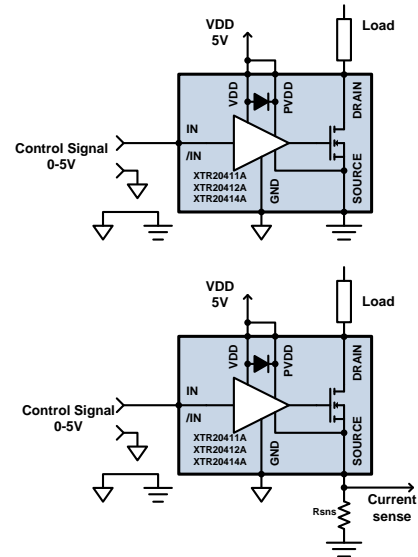 VDD
5V
Load
VDD
PVDD
DRAIN
IN
Control Signal
0-5V
/IN
XTR20411A
XTR20412A
XTR20414A
GND
SOURCE
VDD
5V
Load
VDD
PVDD
DRAIN
IN
Control Signal
0-5V
/IN
XTR20411A
XTR20412A
XTR20414A
GND
SOURCE
Current
sense
Rsns